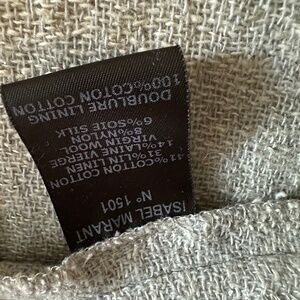 ISABEL MARANT
N° 1501
41%COTON COTTON
31%LIN LINEN
14%LAINE VIERGE
VIRGIN WOOL
8%NYLON
6%SOIE SILK
DOUBLURE LINING
100%COTON COTTON